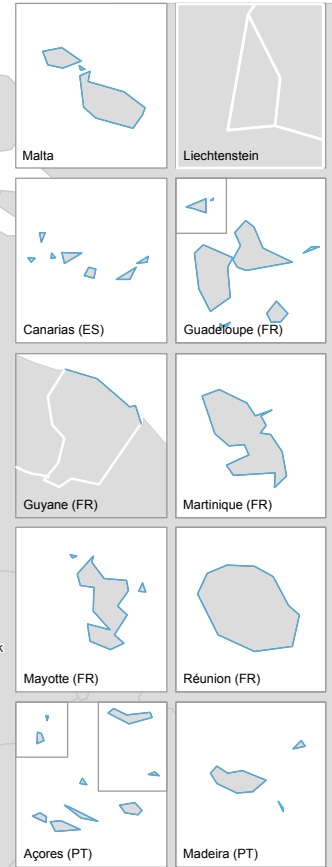 Malta
Liechtenstein
Canarias (ES)
Guadeloupe (FR)
Guyane (FR)
Martinique (FR)
Mayotte (FR)
Réunion (FR)
Açores (PT)
Madeira (PT)